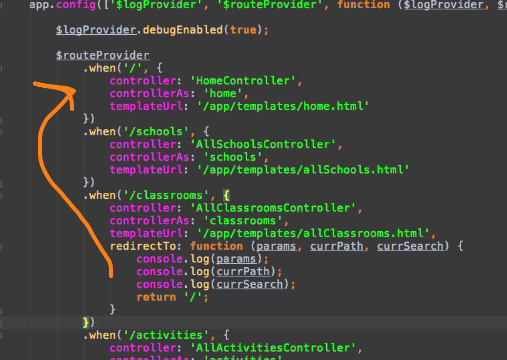 app.config(['$logProvider', '$routeProvider', function ($logProvider,
$logProvider.debugEnabled(true);
$routeProvider
.when('/', {
controller: 'HomeController',
controllerAs: 'home',
templateUrl: '/app/templates/home.html'
})
.when('/schools', {
controller: 'AllSchoolsController',
controllerAs: 'schools',
templateUrl: '/app/templates/allSchools.html'
})
.when('/classrooms', {
controller: 'AllClassroomsController',
controllerAs: 'classrooms',
templateUrl: '/app/templates/allClassrooms.html',
redirectTo: function (params, currPath, currSearch) {
console.log(params);
console.log(currPath);
console.log(currSearch);
return '/';
}
})
.when('/activities', {
controller: 'AllActivitiesController',